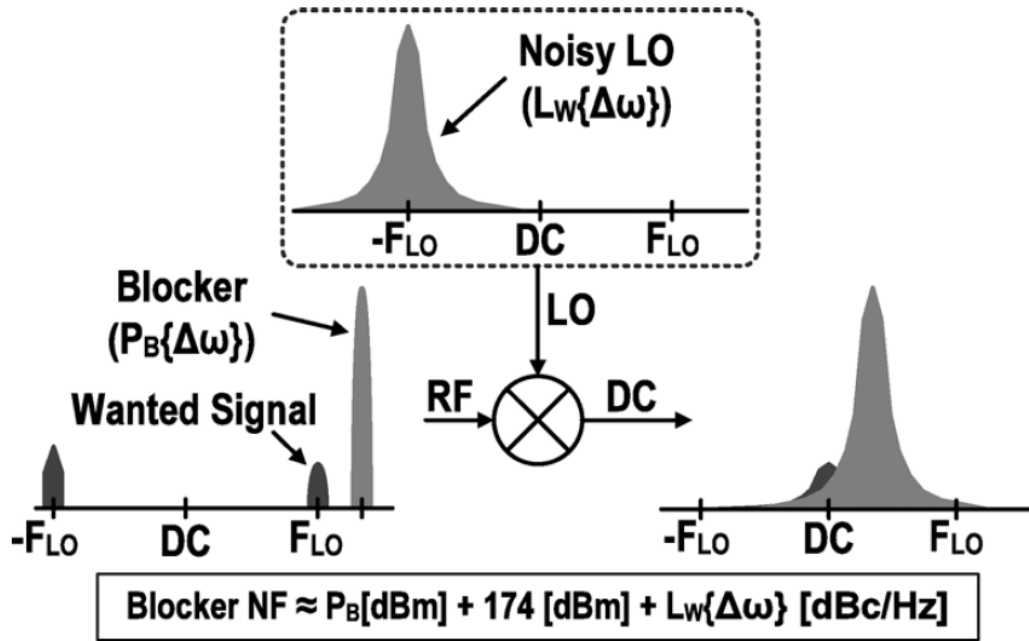 Noisy LO
(LW{Δω})
-FLO DC FLO
Blocker
(PB{Δω})
LO
Wanted Signal
RF DC
-FLO DC FLO
-FLO DC FLO
Blocker NF ≈ PB[dBm] + 174 [dBm] + LW{Δω} [dBc/Hz]